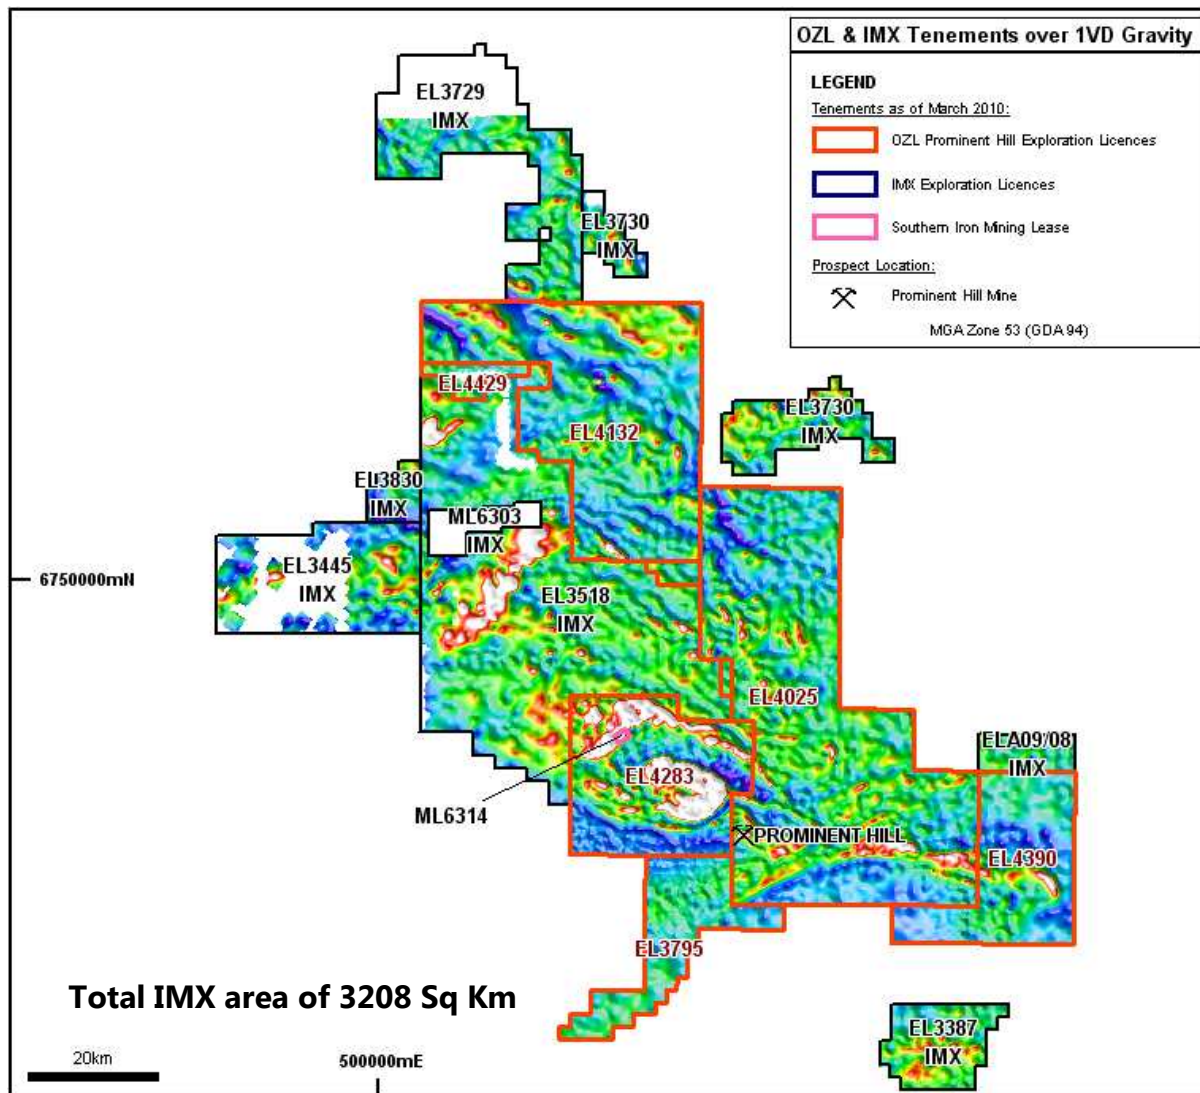 OZL & IMX Tenements over 1VD Gravity
LEGEND
Tenements as of March 2010:
OZL Prominent Hill Exploration Licences
IMX Exploration Licences
Southern Iron Mining Lease
Prospect Location:
Prominent Hill Mine
MGA Zone 53 (GDA 94)
EL3729
IMX
EL3730
IMX
EL4429
EL4132
EL3730
IMX
EL3830
IMX
ML6303
IMX
EL3445
IMX
6750000mN
EL3518
IMX
EL4025
ELA09/08
IMX
EL4283
ML6314
PROMINENT HILL
EL4390
EL3795
Total IMX area of 3208 Sq Km
EL3387
IMX
20km
500000mE